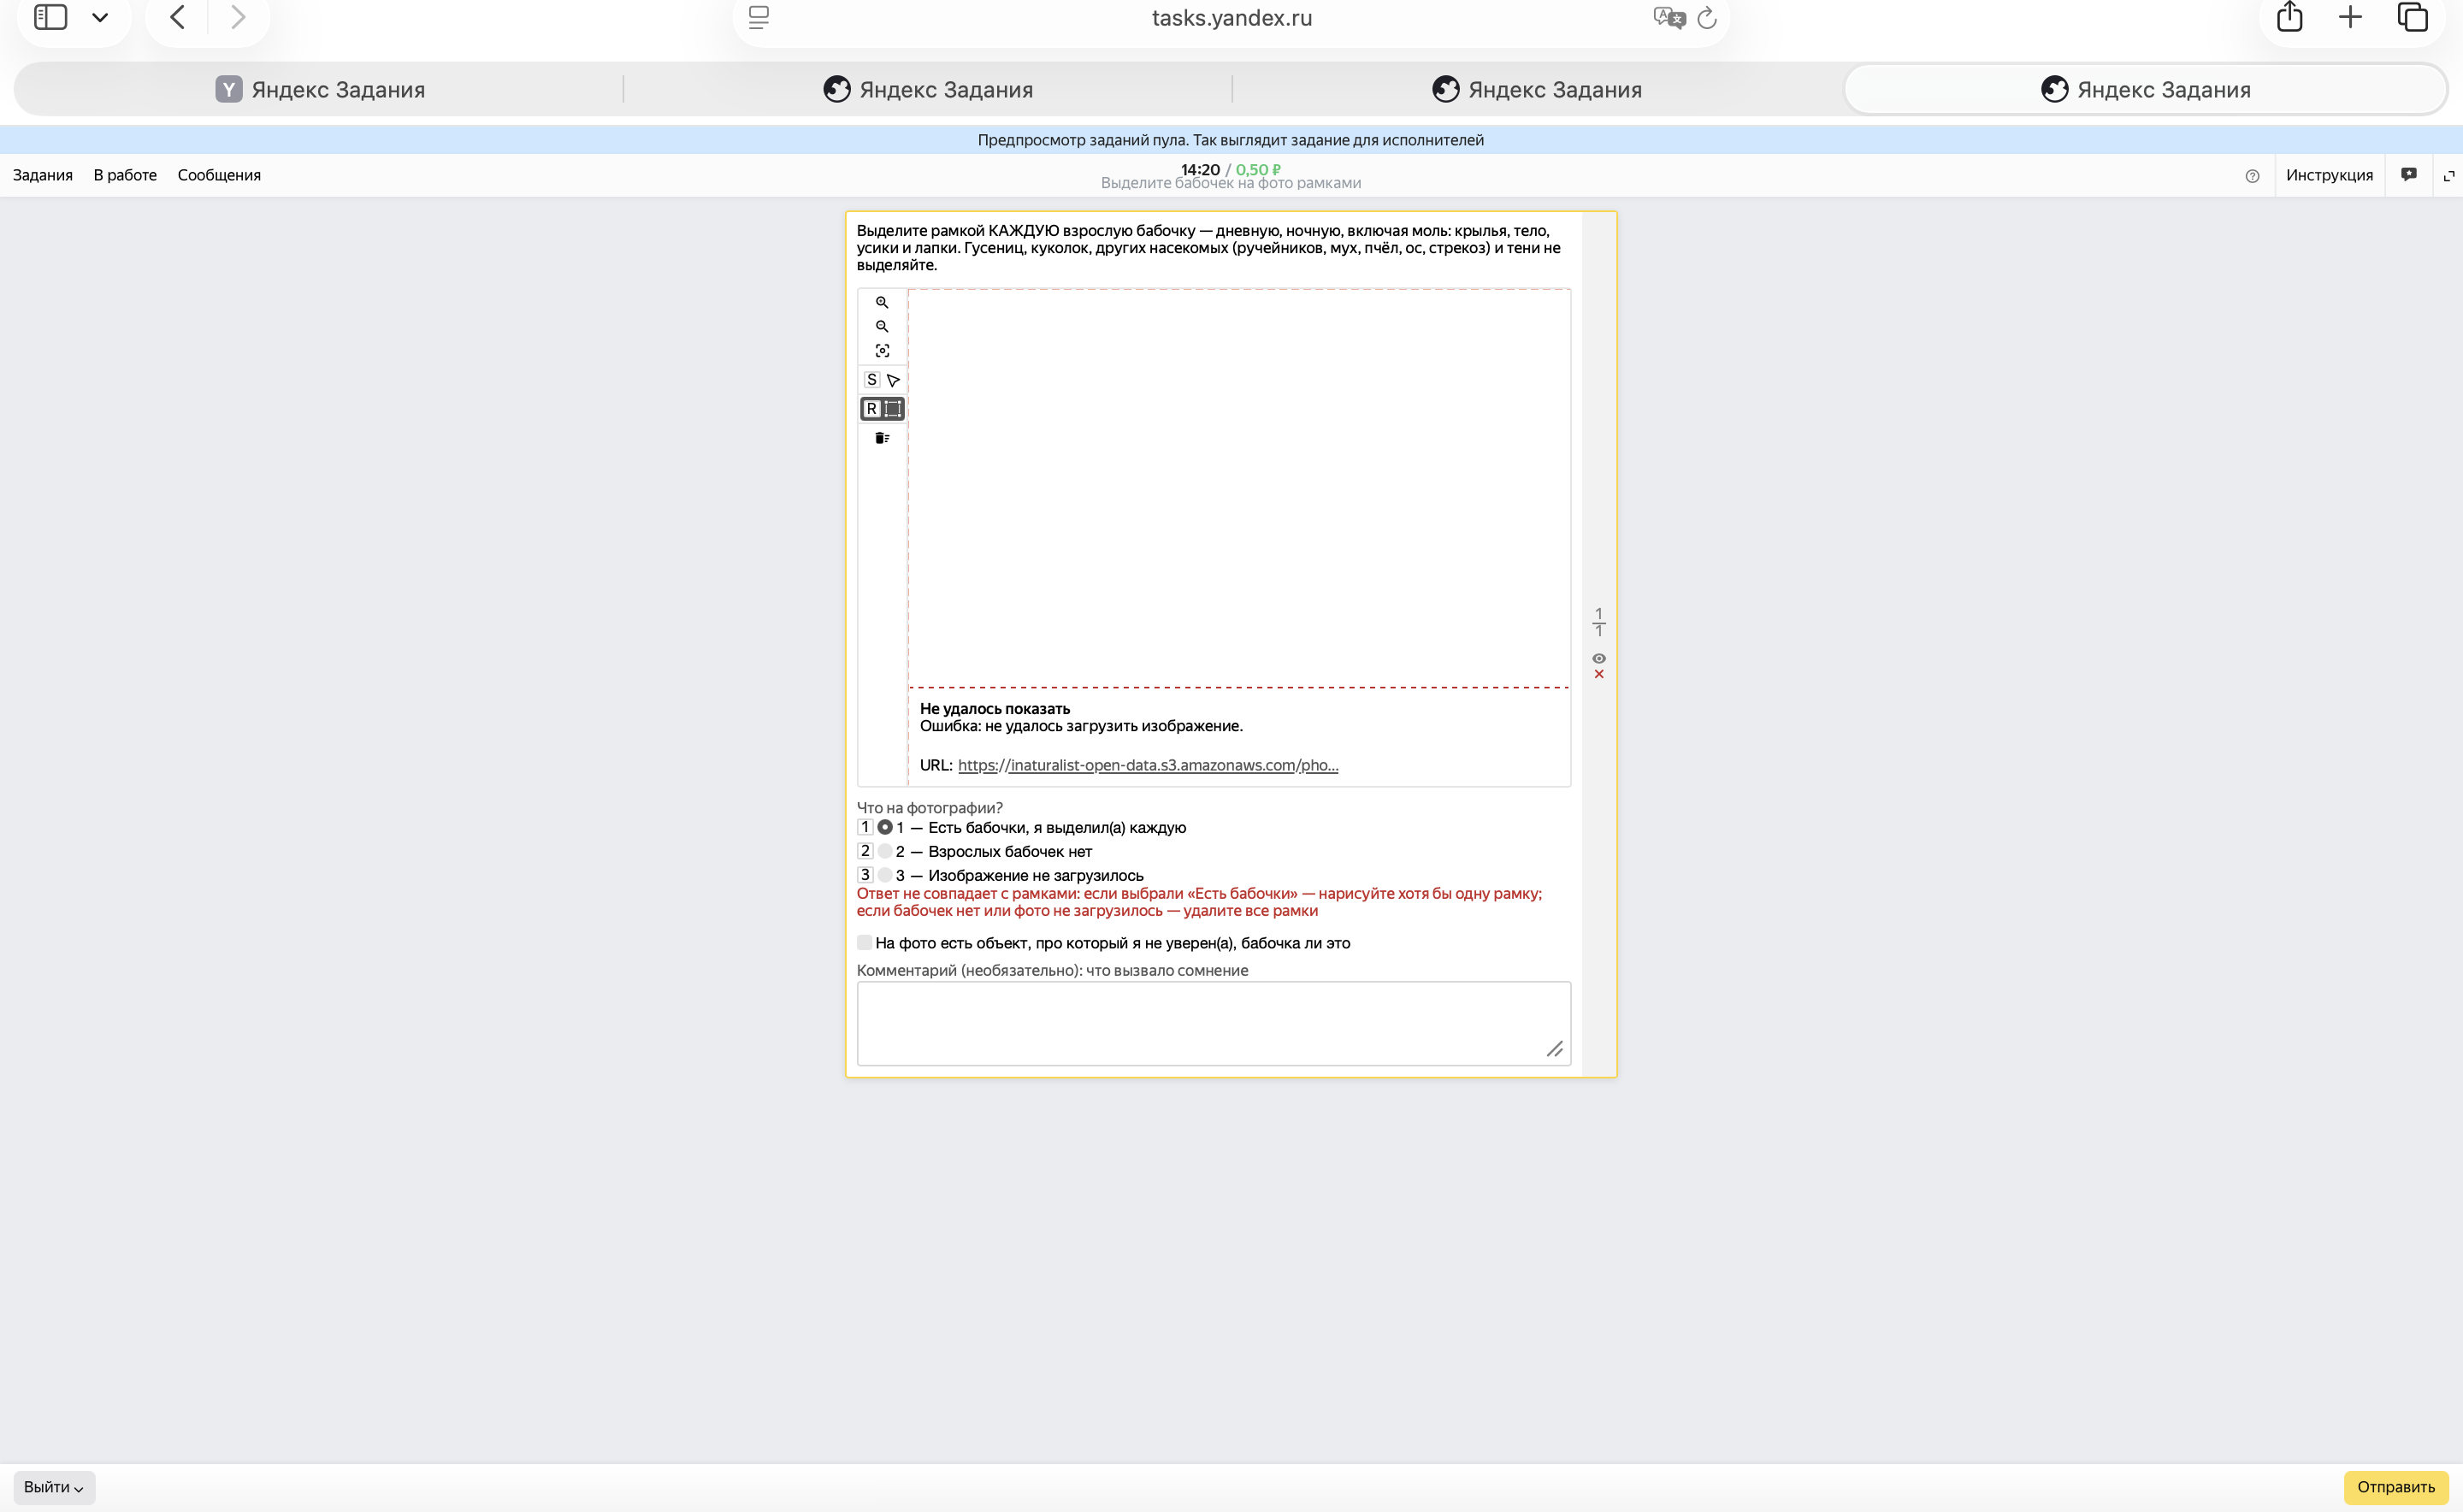 tasks.yandex.ru
Y Яндекс Задания
Яндекс Задания
Яндекс Задания
Яндекс Задания
Предпросмотр заданий пула. Так выглядит задание для исполнителей
Задания В работе Сообщения
14:20 / 0,50 ₽
Выделите бабочек на фото рамками
Инструкция
Выделите рамкой КАЖДУЮ взрослую бабочку — дневную, ночную, включая моль: крылья, тело,
усики и лапки. Гусениц, куколок, других насекомых (ручейников, мух, пчёл, ос, стрекоз) и тени не
выделяйте.
S
R
1
1
Не удалось показать
Ошибка: не удалось загрузить изображение.
URL: https://inaturalist-open-data.s3.amazonaws.com/pho...
Что на фотографии?
1 1 — Есть бабочки, я выделил(а) каждую
2 2 — Взрослых бабочек нет
3 3 — Изображение не загрузилось
Ответ не совпадает с рамками: если выбрали «Есть бабочки» — нарисуйте хотя бы одну рамку;
если бабочек нет или фото не загрузилось — удалите все рамки
На фото есть объект, про который я не уверен(а), бабочка ли это
Комментарий (необязательно): что вызвало сомнение
Выйти
Отправить